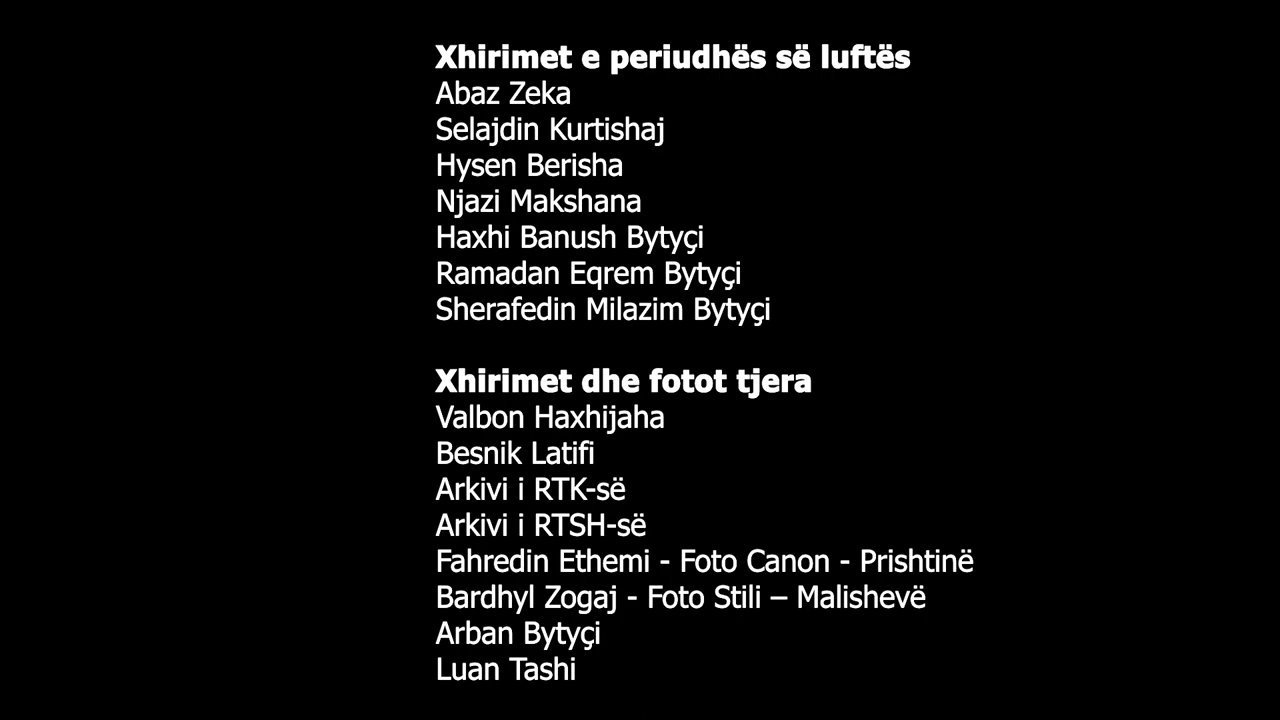 Xhirimet e periudhës së luftës
Abaz Zeka
Selajdin Kurtishaj
Hysen Berisha
Njazi Makshana
Haxhi Banush Bytyçi
Ramadan Eqrem Bytyçi
Sherafedin Milazim Bytyçi
Xhirimet dhe fotot tjera
Valbon Haxhijaha
Besnik Latifi
Arkivi i RTK-së
Arkivi i RTSH-së
Fahredin Ethemi - Foto Canon - Prishtinë
Bardhyl Zogaj - Foto Stili – Malishevë
Arban Bytyçi
Luan Tashi